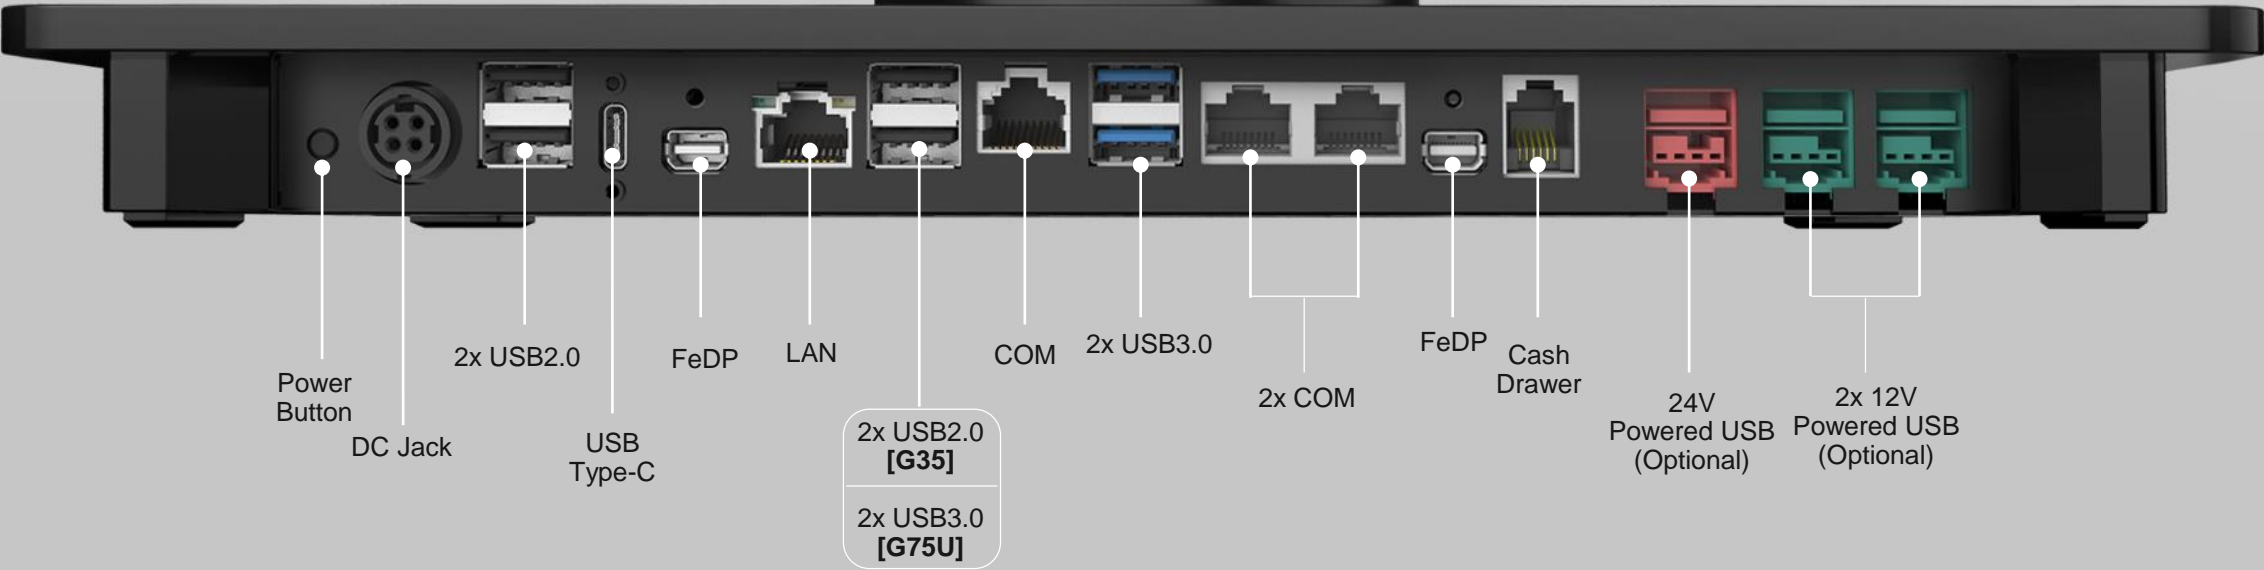 Power
Button
DC Jack
2x USB2.0
USB
Type-C
FeDP
LAN
2x USB2.0
[G35]
2x USB3.0
[G75U]
COM
2x USB3.0
2x COM
FeDP
Cash
Drawer
24V
Powered USB
(Optional)
2x 12V
Powered USB
(Optional)